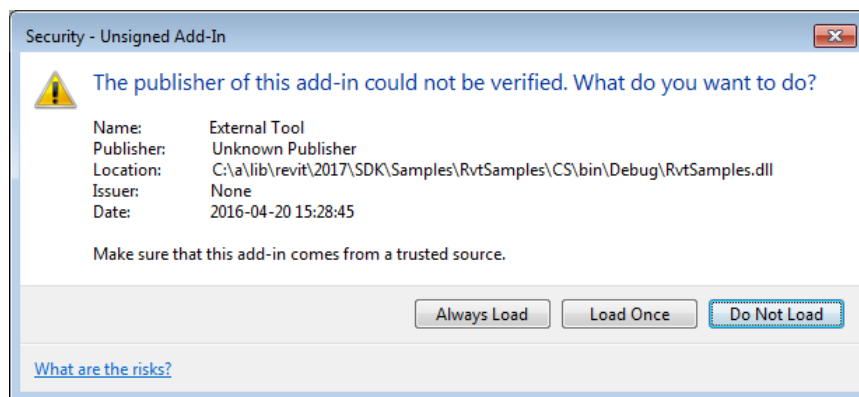 Security - Unsigned Add-In
The publisher of this add-in could not be verified. What do you want to do?
Name: External Tool
Publisher: Unknown Publisher
Location: C:\a\lib\revit\2017\SDK\Samples\RvtSamples\CS\bin\Debug\RvtSamples.dll
Issuer: None
Date: 2016-04-20 15:28:45
Make sure that this add-in comes from a trusted source.
Always Load Load Once Do Not Load
What are the risks?